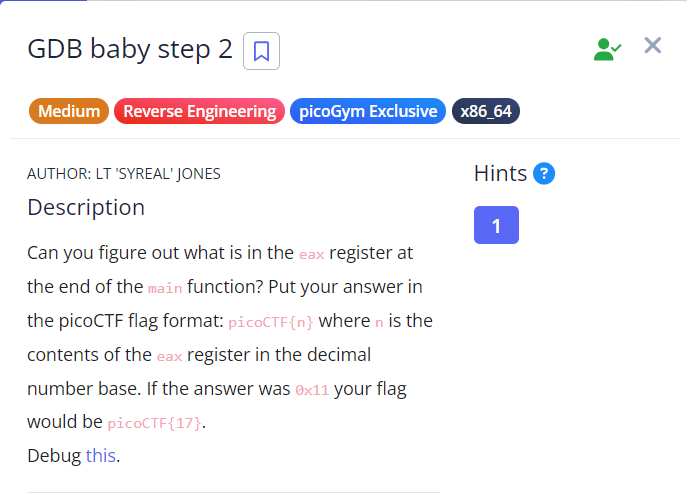 GDB baby step 2
Medium Reverse Engineering picoGym Exclusive x86_64
AUTHOR: LT 'SYREAL' JONES
Description
Can you figure out what is in the eax register at
the end of the main function? Put your answer in
the picoCTF flag format: picoCTF{n} where n is the
contents of the eax register in the decimal
number base. If the answer was 0x11 your flag
would be picoCTF{17}.
Debug this.
Hints ?
1